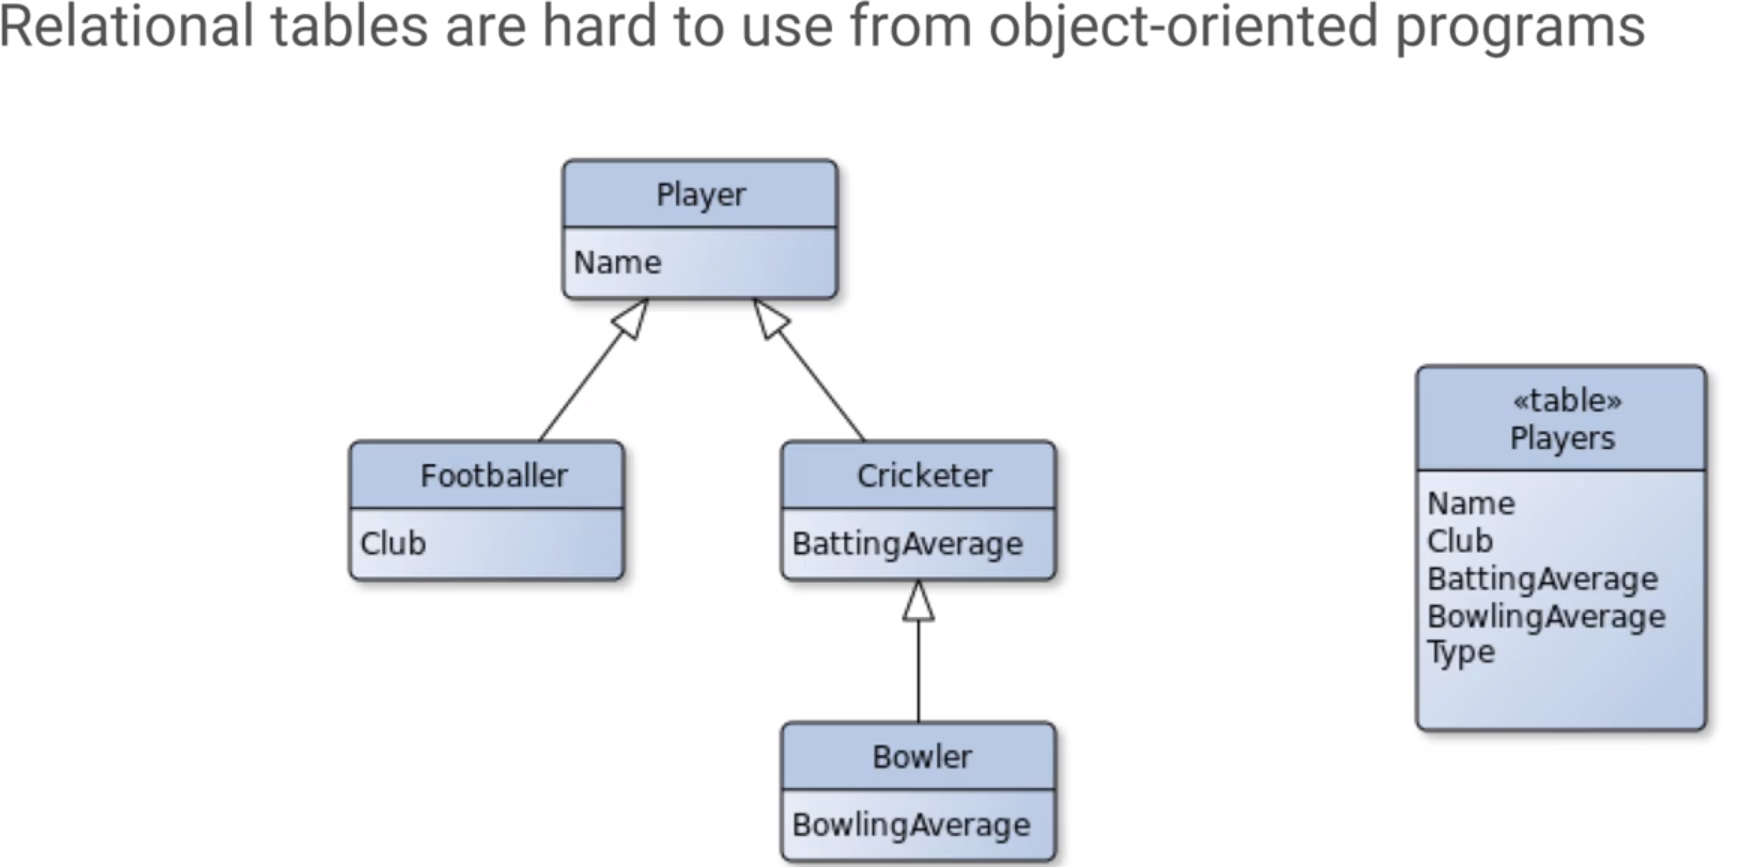 Relational tables are hard to use from object-oriented programs
Player
Name
Footballer
Club
Cricketer
BattingAverage
Bowler
BowlingAverage
«table»
Players
Name
Club
BattingAverage
BowlingAverage
Type